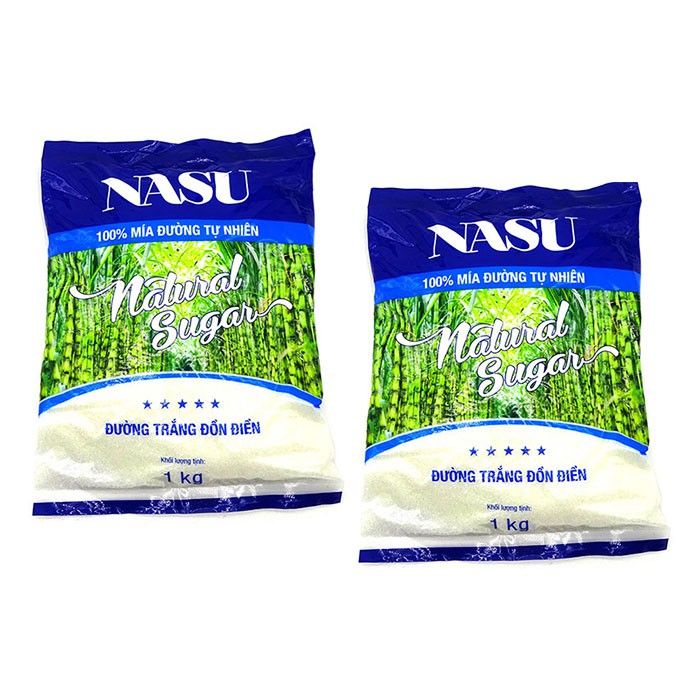 NASU
100% MÍA ĐƯỜNG TỰ NHIÊN
Natural
Sugar
ĐƯỜNG TRẮNG ĐỒN ĐIỀN
Khối lượng tịnh:
1 kg
NASU
100% MÍA ĐƯỜNG TỰ NHIÊN
Natural
Sugar
ĐƯỜNG TRẮNG ĐỒN ĐIỀN
Khối lượng tịnh:
1 kg